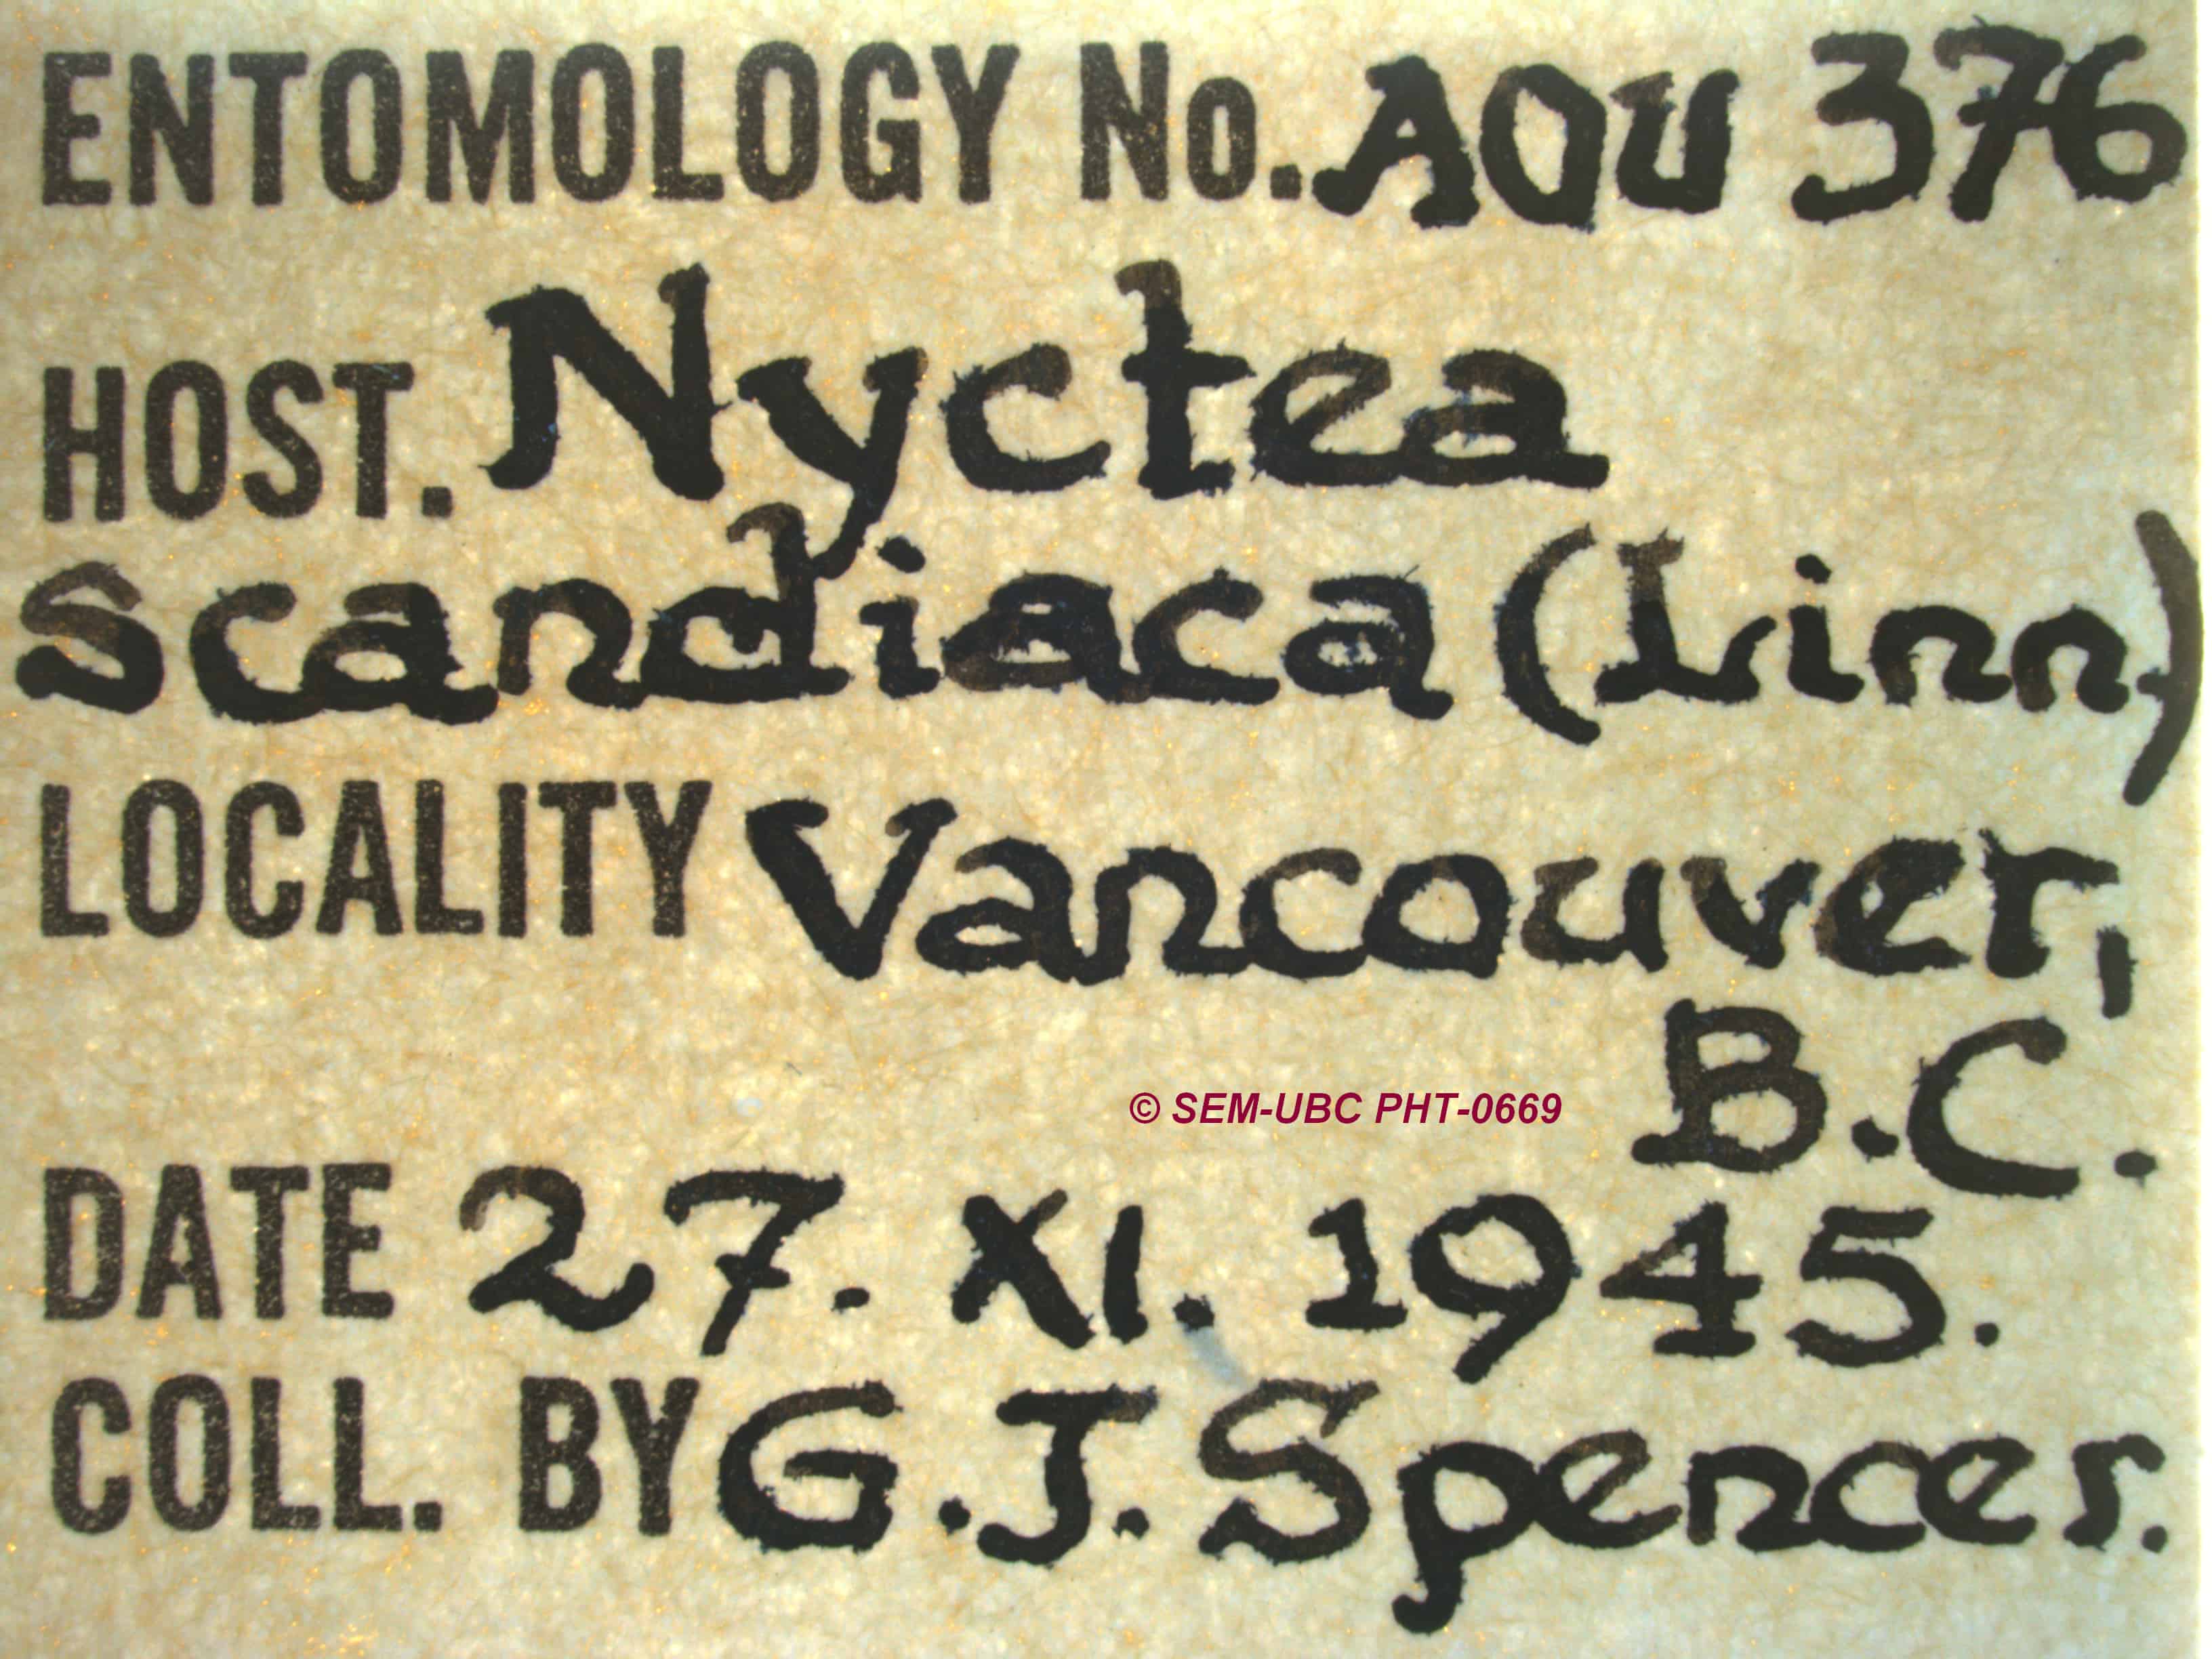 ENTOMOLOGY No. AOU 376
HOST. Nyctea
Scandiaca (Linn)
LOCALITY Vancouver,
B.C.
© SEM-UBC PHT-0669
DATE 27. XI. 1945.
COLL. BY G.J. Spencer.